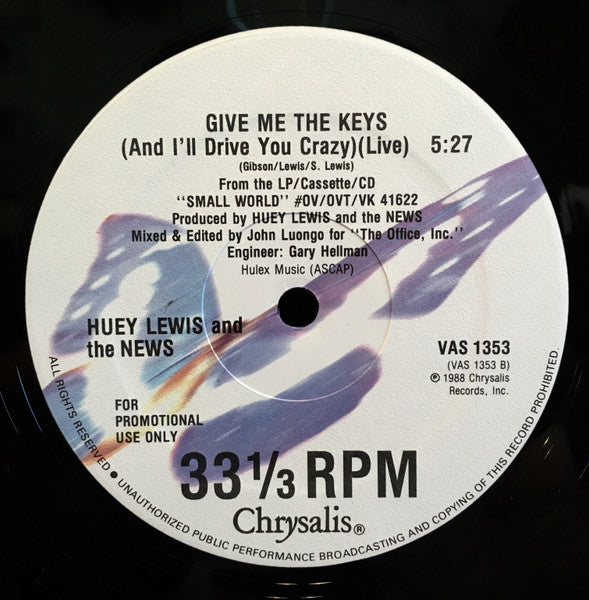 GIVE ME THE KEYS
(And I'll Drive You Crazy)(Live) 5:27
(Gibson/Lewis/S. Lewis)
From the LP/Cassette/CD
"SMALL WORLD" #OV/OVT/VK 41622
Produced by HUEY LEWIS and the NEWS
Mixed & Edited by John Luongo for "The Office, Inc."
Engineer: Gary Hellman
Hulex Music (ASCAP)
HUEY LEWIS and
the NEWS
VAS 1353
(VAS 1353 B)
℗ 1988 Chrysalis
Records, Inc.
FOR
PROMOTIONAL
USE ONLY
33 1/3 RPM
Chrysalis®
ALL RIGHTS RESERVED • UNAUTHORIZED PUBLIC PERFORMANCE BROADCASTING AND COPYING OF THIS RECORD PROHIBITED.